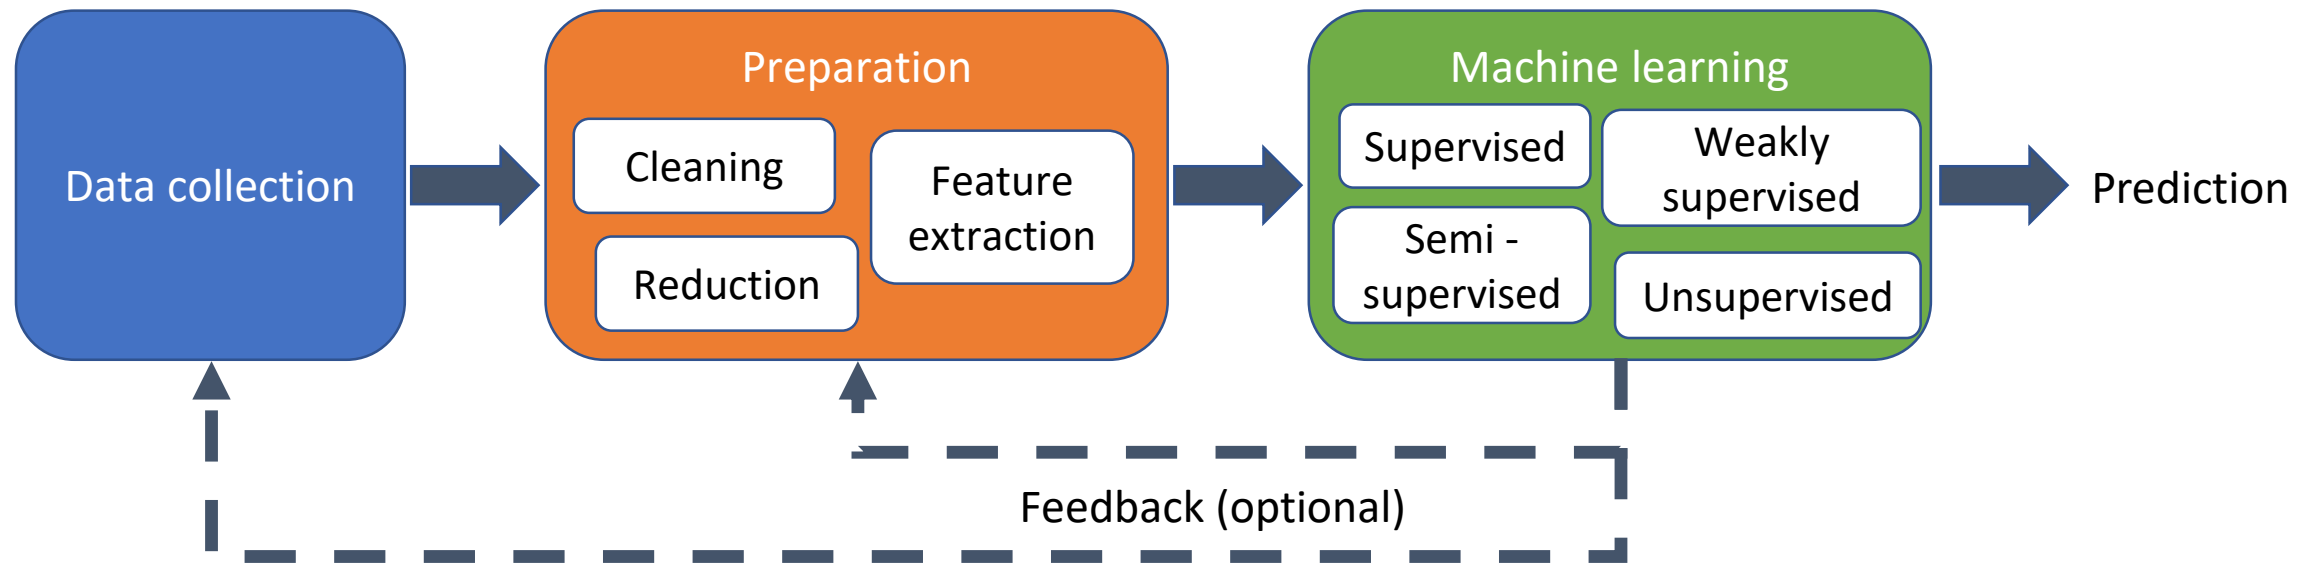 Data collection
Preparation
Cleaning
Reduction
Feature
extraction
Machine learning
Supervised
Weakly
supervised
Semi -
supervised
Unsupervised
Prediction
Feedback (optional)